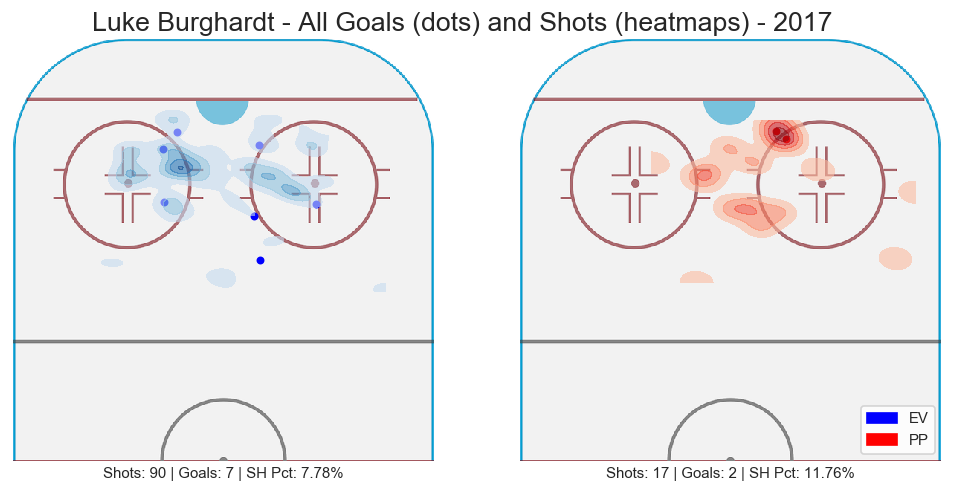 Luke Burghardt - All Goals (dots) and Shots (heatmaps) - 2017
EV
PP
Shots: 90 | Goals: 7 | SH Pct: 7.78%
Shots: 17 | Goals: 2 | SH Pct: 11.76%